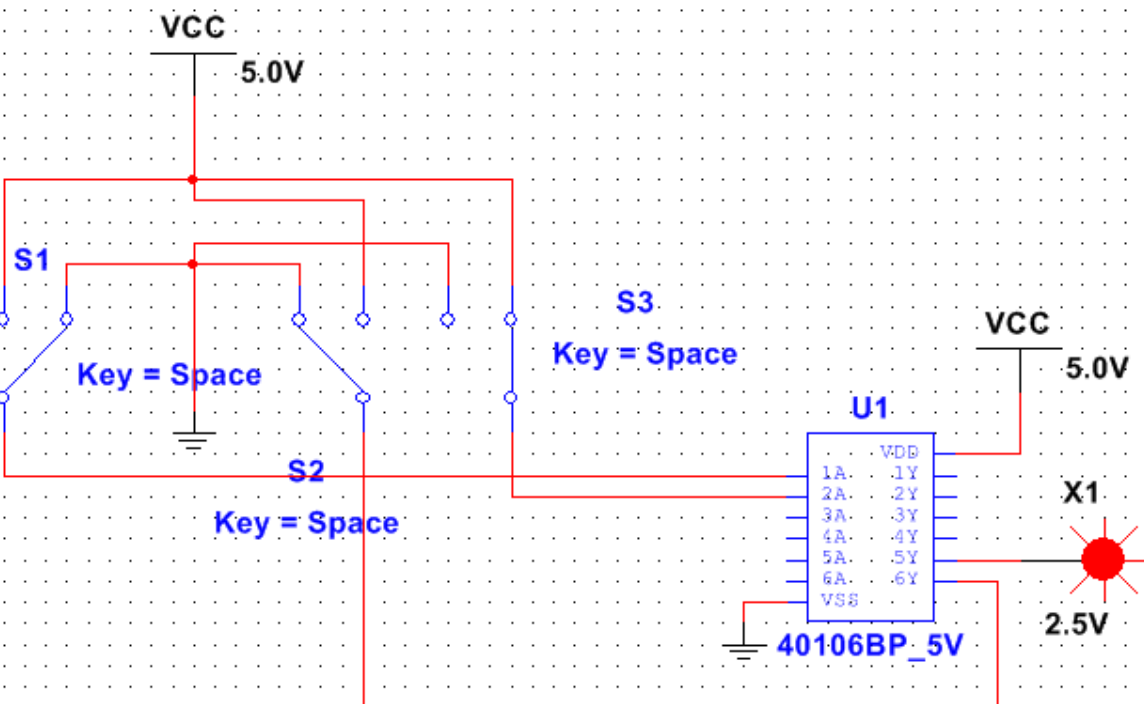 VCC
5.0V
S1
S3
Key = Space
VCC
5.0V
Key = Space
U1
S2
Key = Space
VDD
1A 1Y
2A 2Y
3A 3Y
4A 4Y
5A 5Y
6A 6Y
VSS
X1
2.5V
40106BP_5V